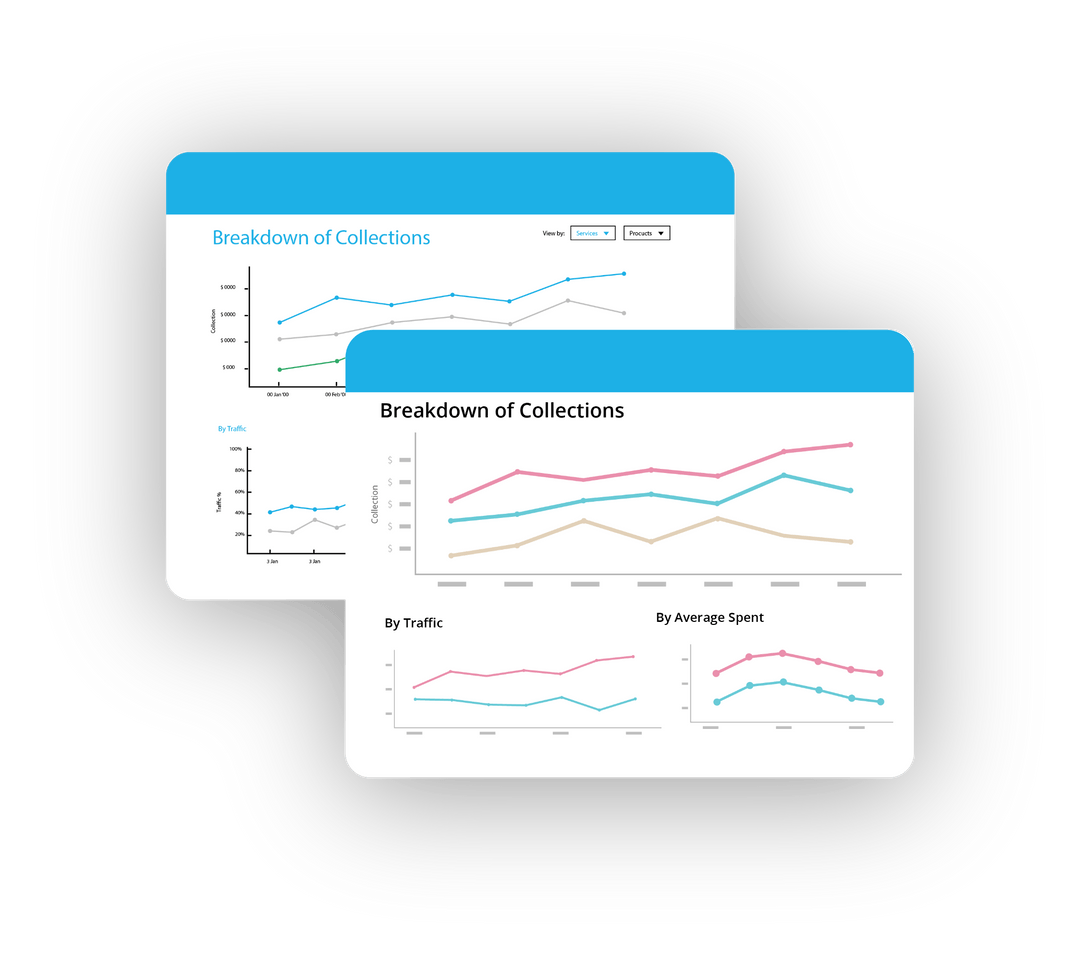 Breakdown of Collections
View by:
Services
Procucts
$ 0000
$ 0000
$ 0000
$ 000
Collection
00 Jan '00
00 Feb '0
By Traffic
100%
80%
60%
40%
20%
Traffic %
3 Jan
3 Jan
Breakdown of Collections
$
$
$
$
$
Collection
By Traffic
By Average Spent